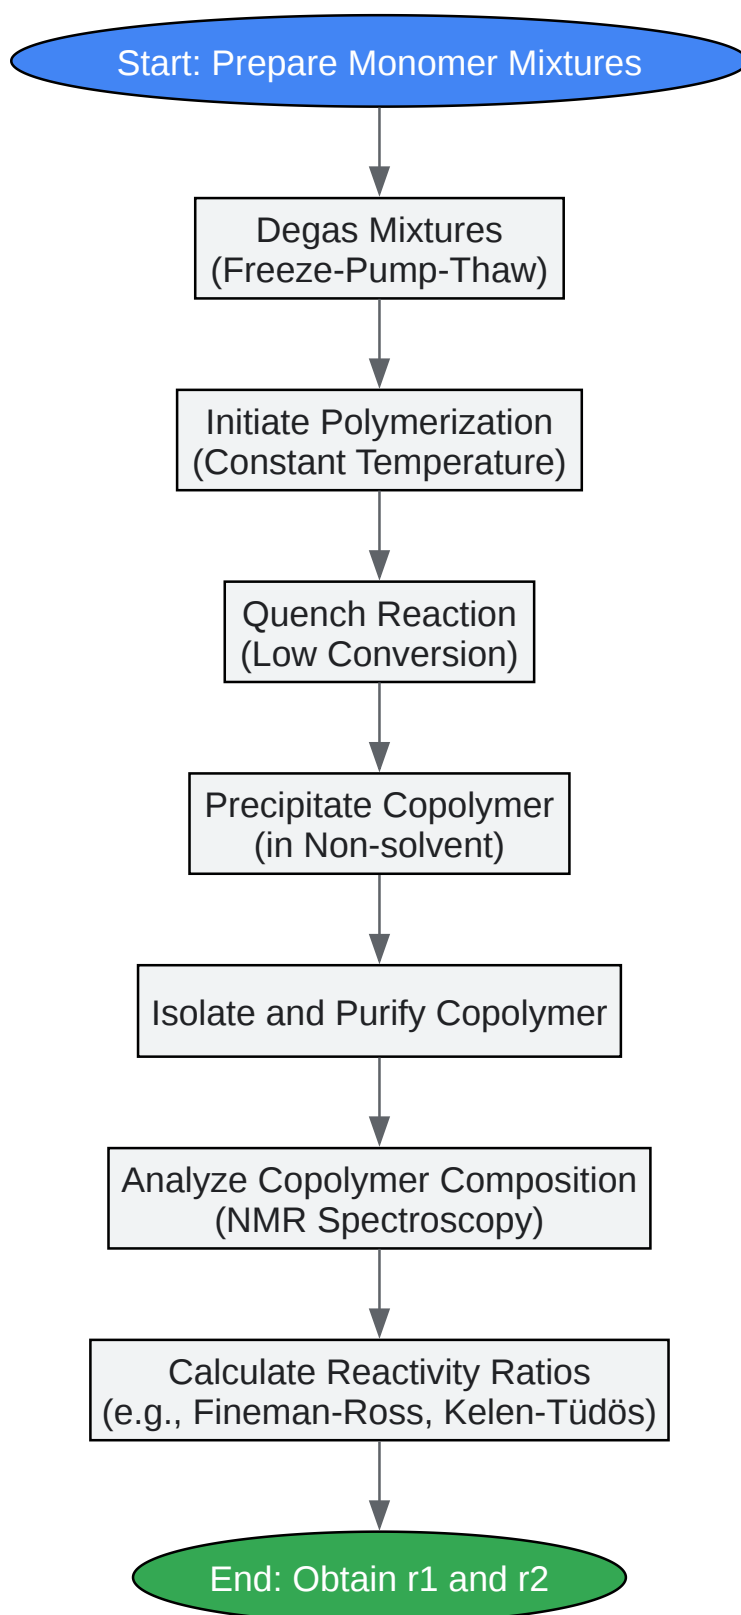 Start: Prepare Monomer Mixtures
Degas Mixtures
(Freeze-Pump-Thaw)
Initiate Polymerization
(Constant Temperature)
Quench Reaction
(Low Conversion)
Precipitate Copolymer
(in Non-solvent)
Isolate and Purify Copolymer
Analyze Copolymer Composition
(NMR Spectroscopy)
Calculate Reactivity Ratios
(e.g., Fineman-Ross, Kelen-Tüdös)
End: Obtain r1 and r2